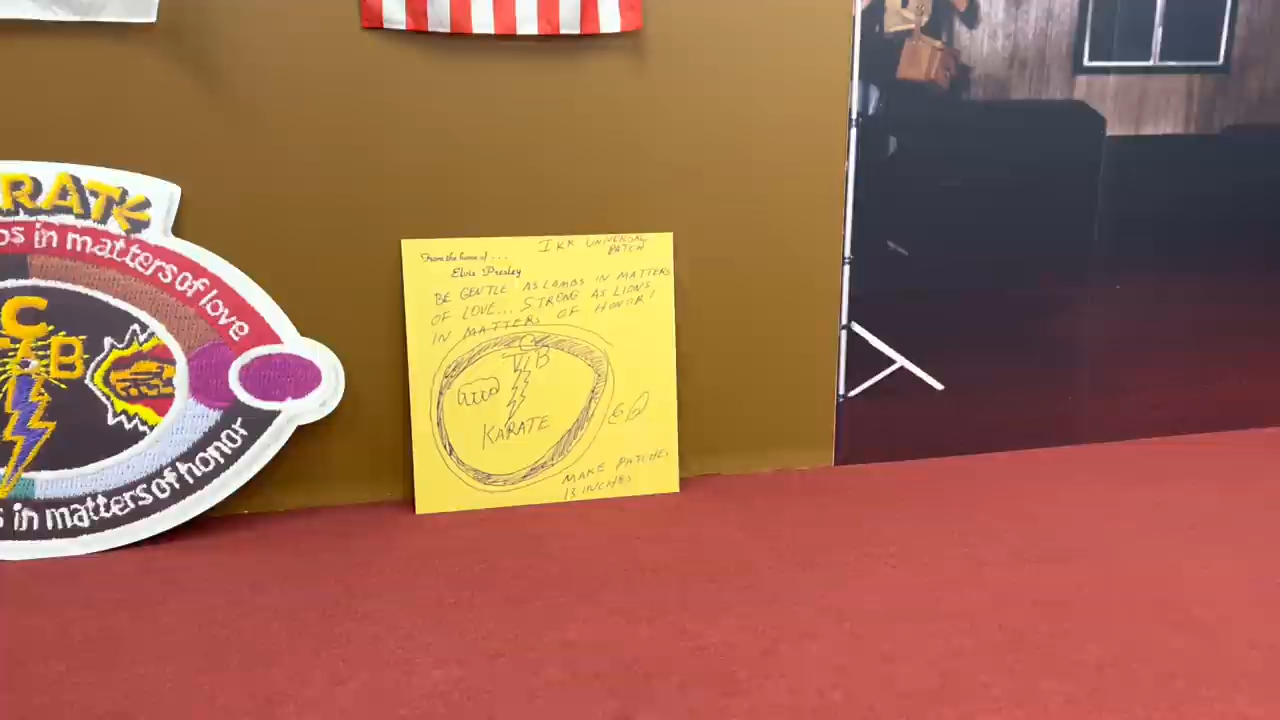 RATE
bs in matters of love
C
B
s in matters of honor
IKK UNIVERSAL
PATCH
From the home of . . .
Elvis Presley
BE GENTLE AS LAMBS IN MATTERS
OF LOVE... STRONG AS LIONS
IN MATTERS OF HONOR!
C
T B
KARATE
MAKE PATCHES
13 INCHES